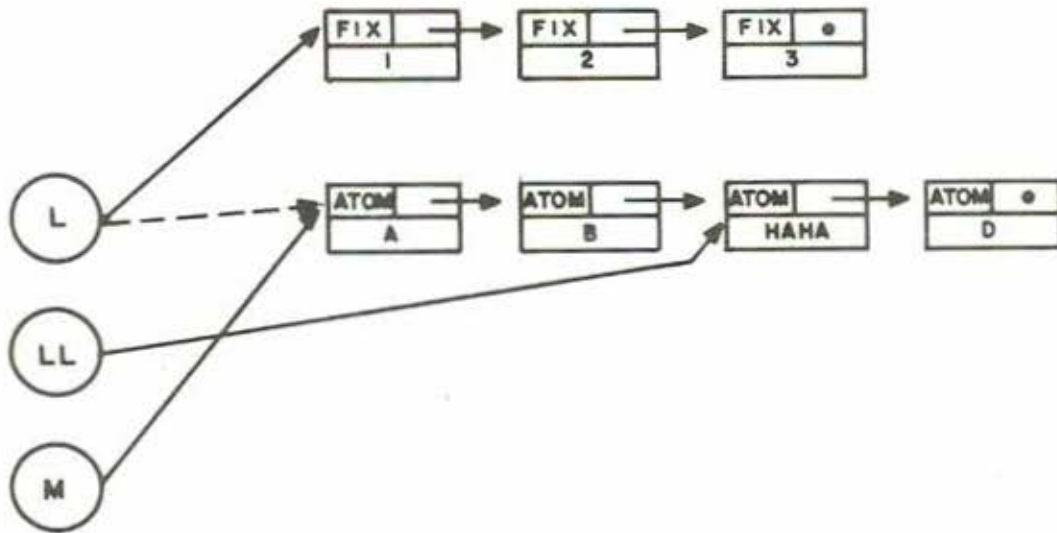 FIX FIX FIX
1 2 3
L
ATOM ATOM ATOM ATOM
A B HAHA D
LL
M